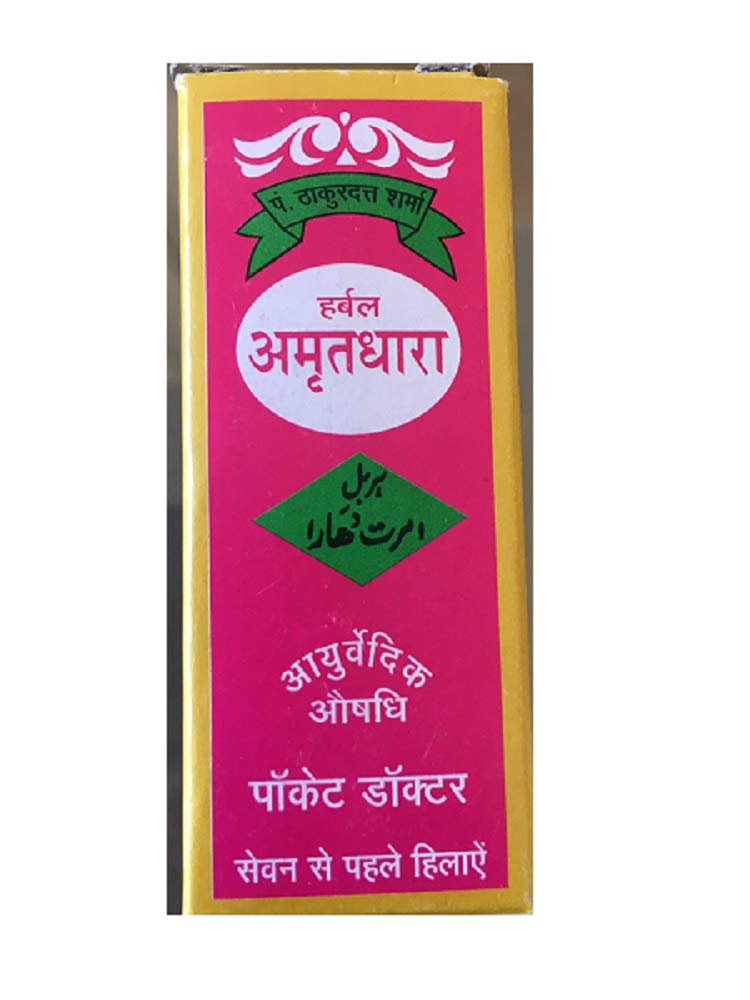 पं. ठाकुरदत्त शर्मा
हर्बल
अमृतधारा
ہربل
امرت دھارا
आयुर्वेदिक
औषधि
पॉकेट डॉक्टर
सेवन से पहले हिलाऐं